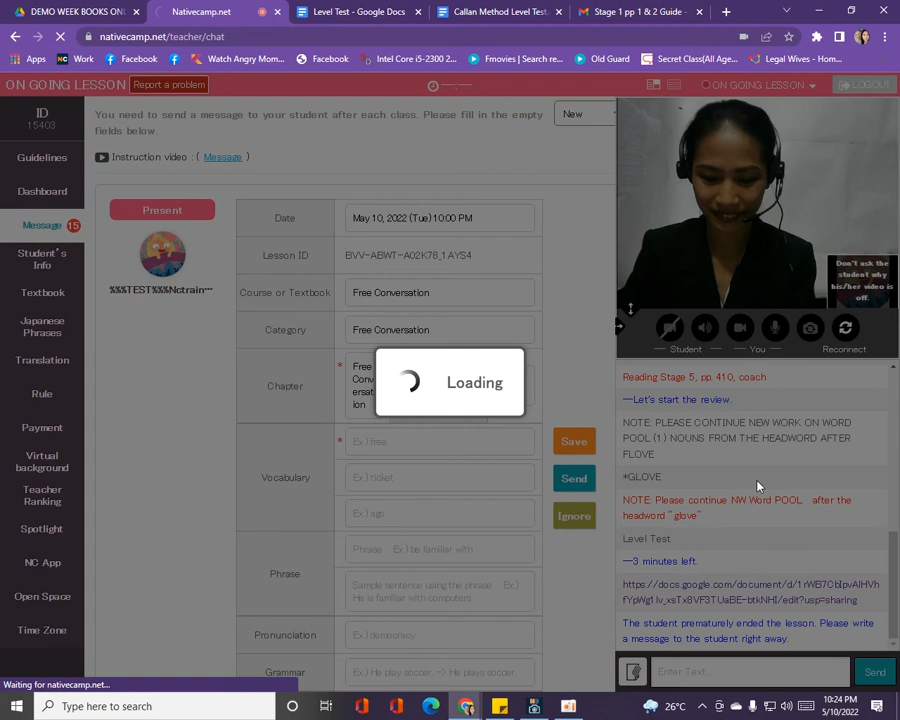 DEMO WEEK BOOKS ON
Nativecamp.net
Level Test - Google Docs
Callan Method Level Test
Stage 1 pp 1 & 2 Guide -
nativecamp.net/teacher/chat
Apps
Work
Facebook
Watch Angry Mom...
Facebook
Intel Core i5-2300 2...
Fmovies | Search re...
Old Guard
Secret Class(All Age...
Legal Wives - Hom...
ON GOING LESSON
Report a problem
ON GOING LESSON
LOGOUT
ID
15403
Guidelines
Dashboard
Message 15
Student's
Info
Textbook
Japanese
Phrases
Translation
Rule
Payment
Virtual
background
Teacher
Ranking
Spotlight
NC App
Open Space
Time Zone
You need to send a message to your student after each class. Please fill in the empty
fields below.
New
Instruction video : ( Message )
Present
%%%TEST%%%Nctrain...
Date
May 10, 2022 (Tue) 10:00 PM
Lesson ID
BVV-ABWT-A02K78_1AYS4
Course or Textbook
Free Conversation
Category
Free Conversation
Chapter
*
Free
Conv
ersat
ion
Loading
Vocabulary
*
Ex.) free
Ex.) ticket
Ex.) ago
Save
Send
Ignore
Phrase
Phrase Ex.) be familiar with
Sample sentence using the phrase Ex.)
He is familiar with computers.
Pronunciation
Ex.) democracy
Grammar
Ex.) He play soccer. -> He plays soccer.
Don't ask the
student why
his/her video is
off.
Student
You
Reconnect
Reading Stage 5, pp. 410, coach
—Let's start the review.
NOTE: PLEASE CONTINUE NEW WORK ON WORD
POOL (1) NOUNS FROM THE HEADWORD AFTER
FLOVE
*GLOVE
NOTE: Please continue NW Word POOL after the
headword "glove"
Level Test
—3 minutes left.
The student prematurely ended the lesson. Please write
a message to the student right away.
Enter Text...
Send
Waiting for nativecamp.net...
Type here to search
26°C
10:24 PM
5/10/2022